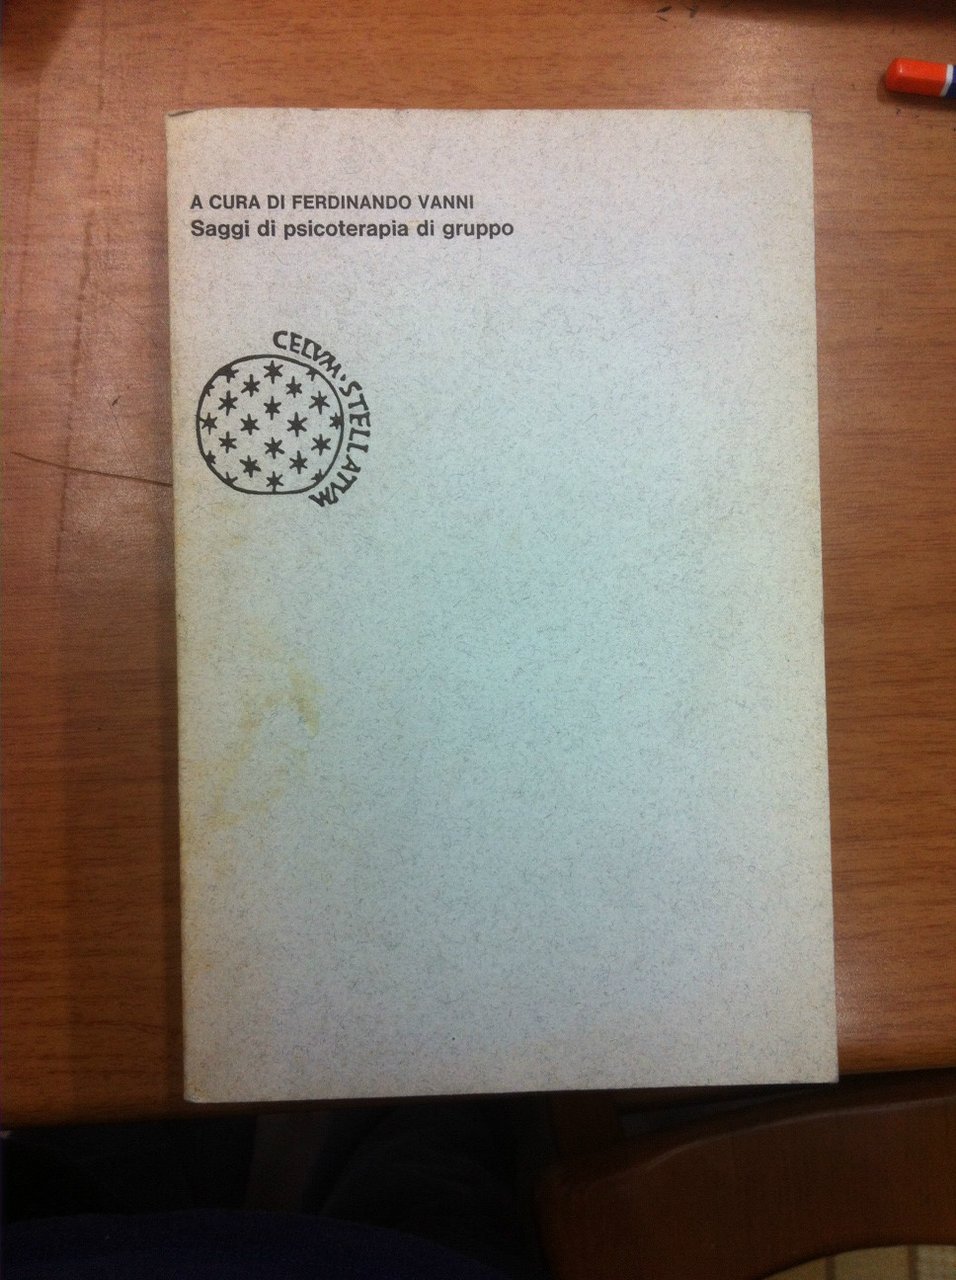 A CURA DI FERDINANDO VANNI
Saggi di psicoterapia di gruppo
CELVM · STELLATVM